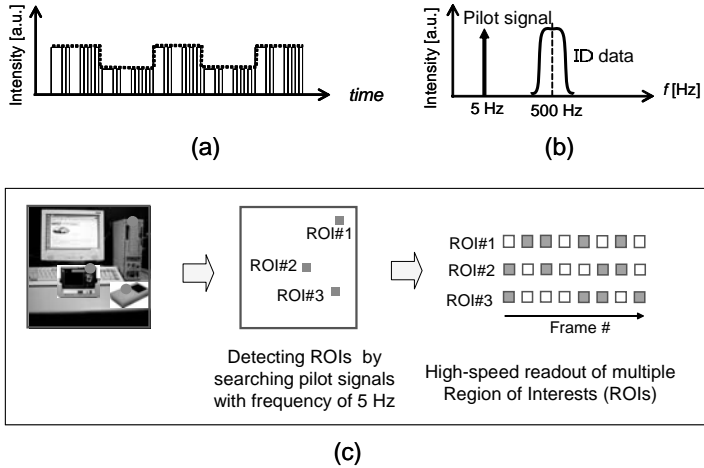 Intensity [a.u.]
time
(a)
Intensity [a.u.]
Pilot signal
ID data
5 Hz
500 Hz
f [Hz]
(b)
ROI#1
ROI#2
ROI#3
Detecting ROIs by
searching pilot signals
with frequency of 5 Hz
ROI#1
ROI#2
ROI#3
Frame #
High-speed readout of multiple
Region of Interests (ROIs)
(c)